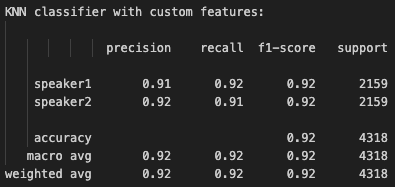 KNN classifier with custom features:
precision recall f1-score support
speaker1 0.91 0.92 0.92 2159
speaker2 0.92 0.91 0.92 2159
accuracy 0.92 4318
macro avg 0.92 0.92 0.92 4318
weighted avg 0.92 0.92 0.92 4318